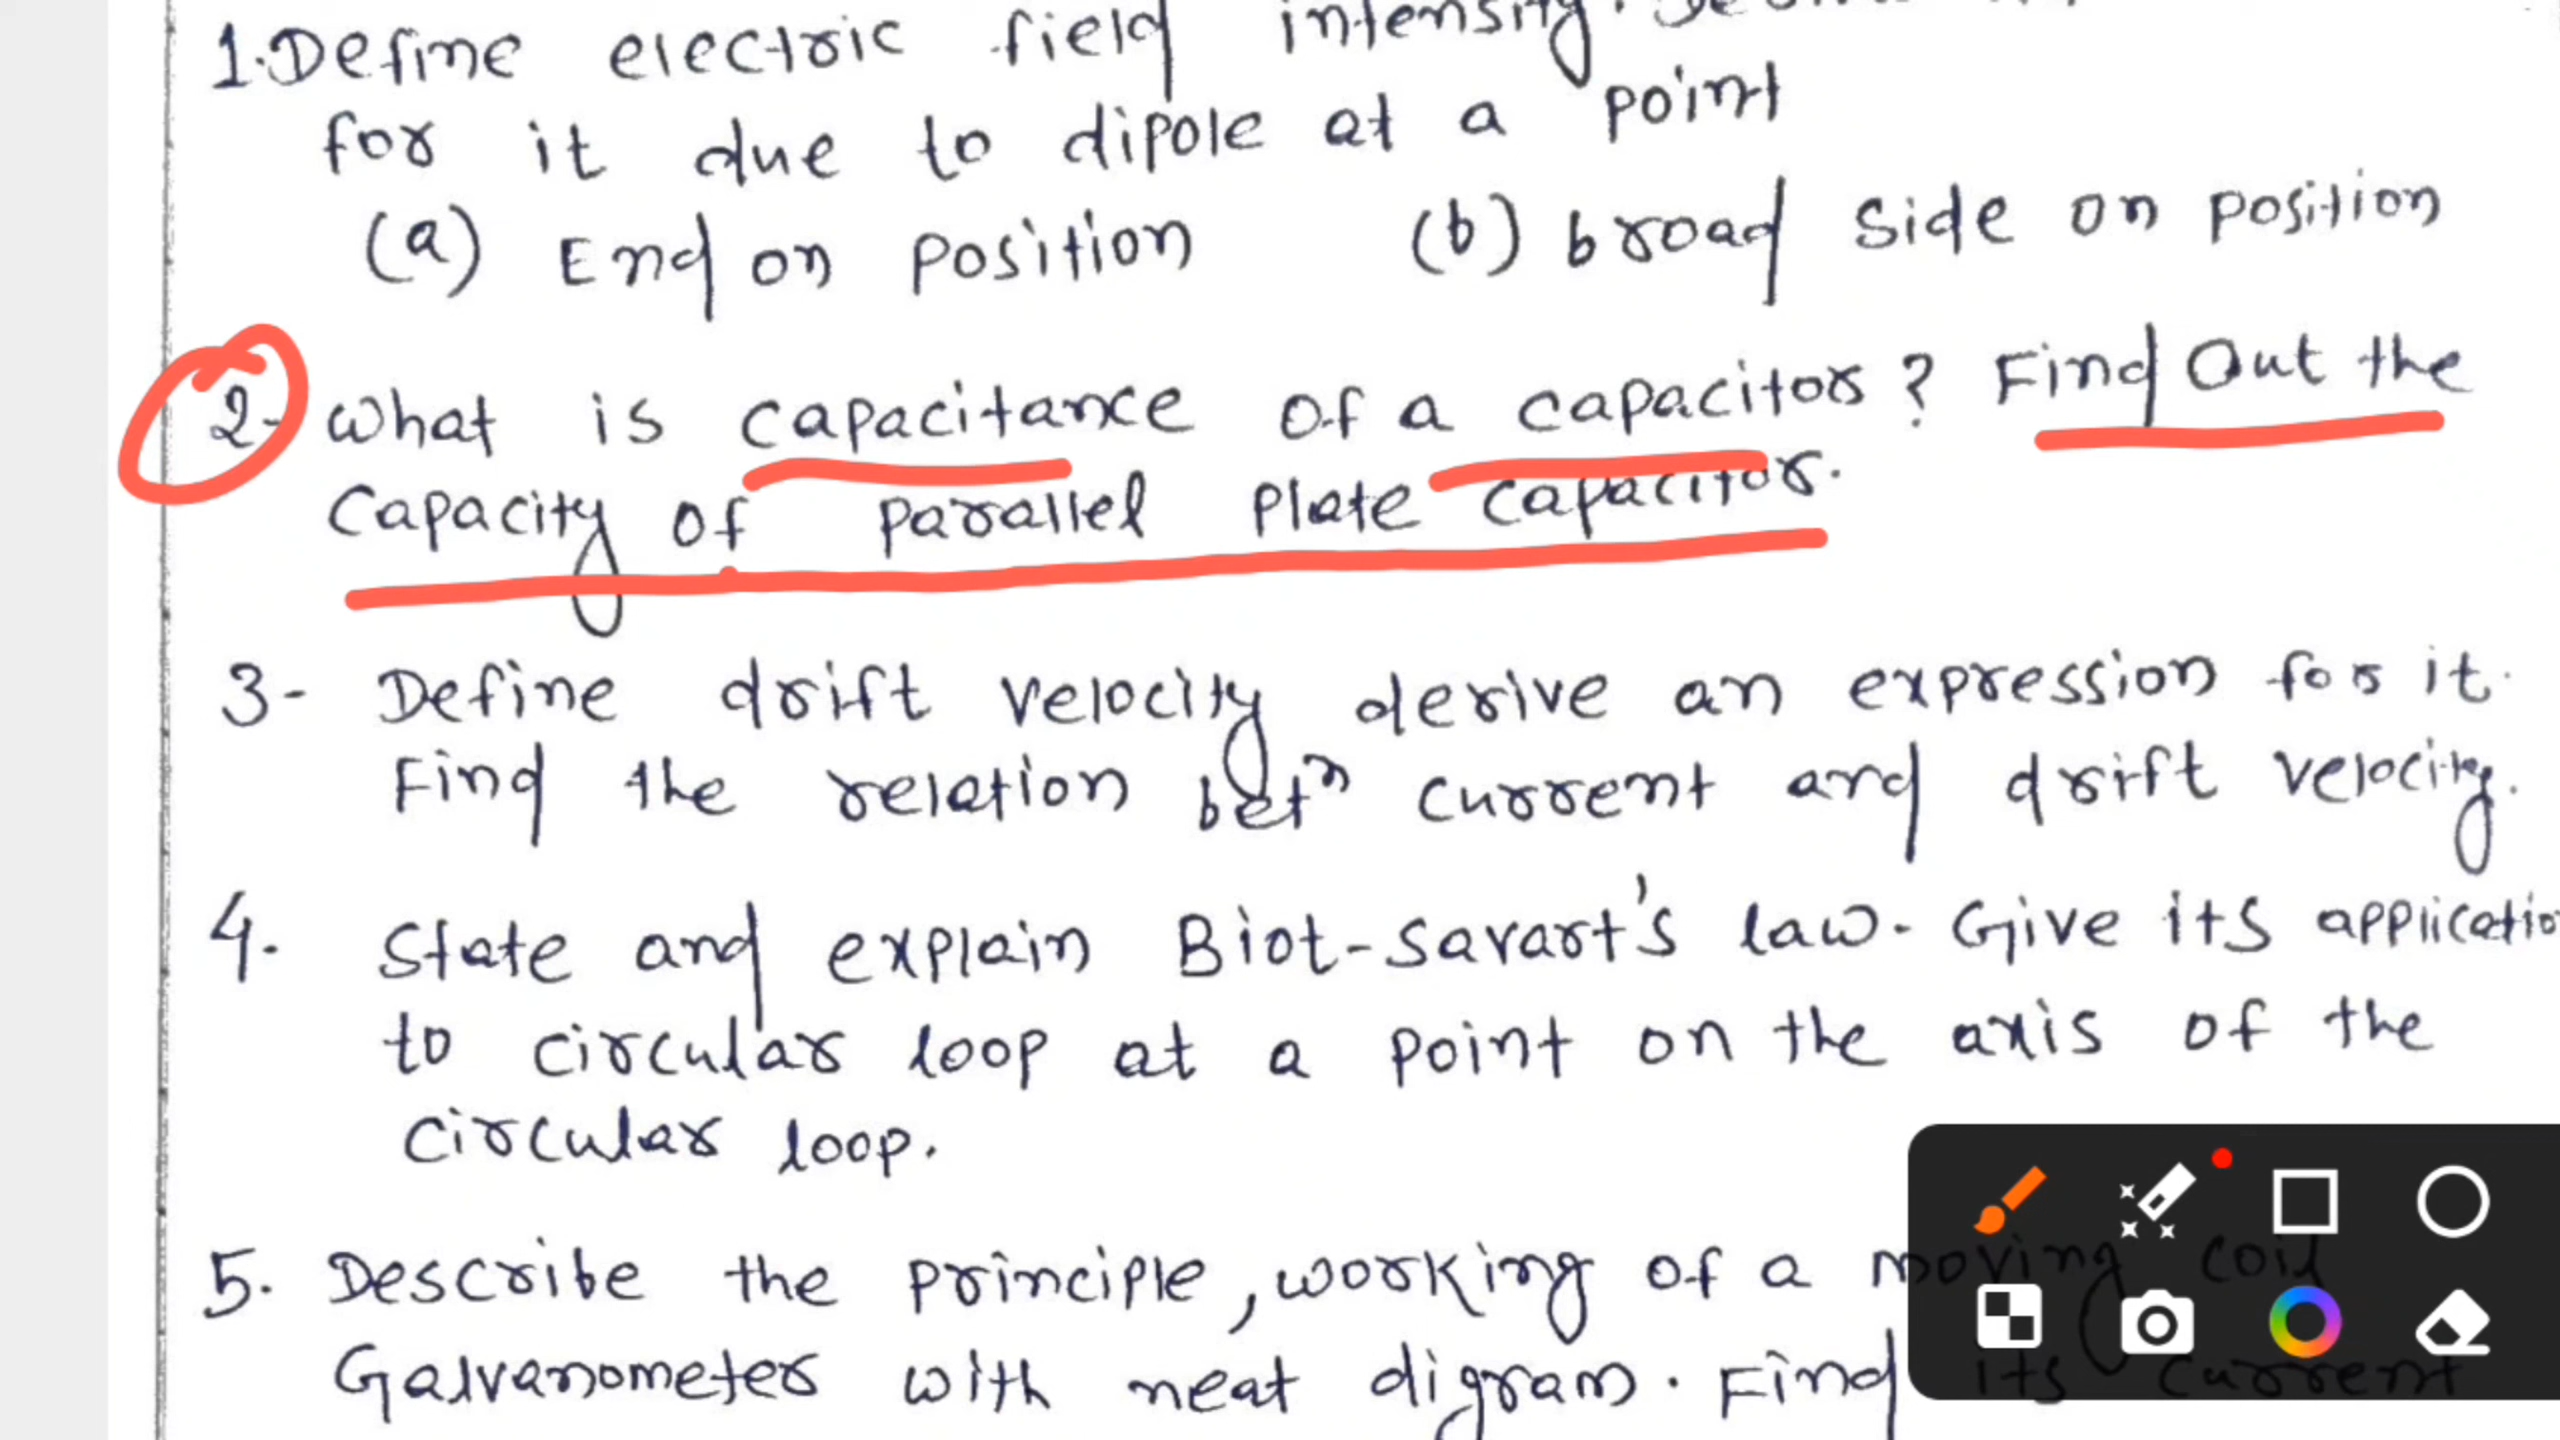 1. Define electric field intensity.
for it due to dipole at a point
(a) End on position (b) broad side on position
2- What is capacitance of a capacitor? Find Out the
Capacity of parallel Plate capacitor.
3- Define drift velocity derive an expression for it.
Find the relation betn current and drift velocity.
4. State and explain Biot-Savart's law. Give its applicatio
to circular loop at a point on the axis of the
circular loop.
5. Describe the principle, working of a moving coil
Galvanometer with neat digram. Find its current